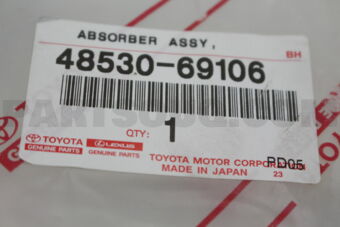 ABSORBER ASSY,
BH
48530-69106
QTY:
1
TOYOTA LEXUS
GENUINE PARTS GENUINE PARTS
TOYOTA MOTOR CORPORATION
MADE IN JAPAN 23
PD05